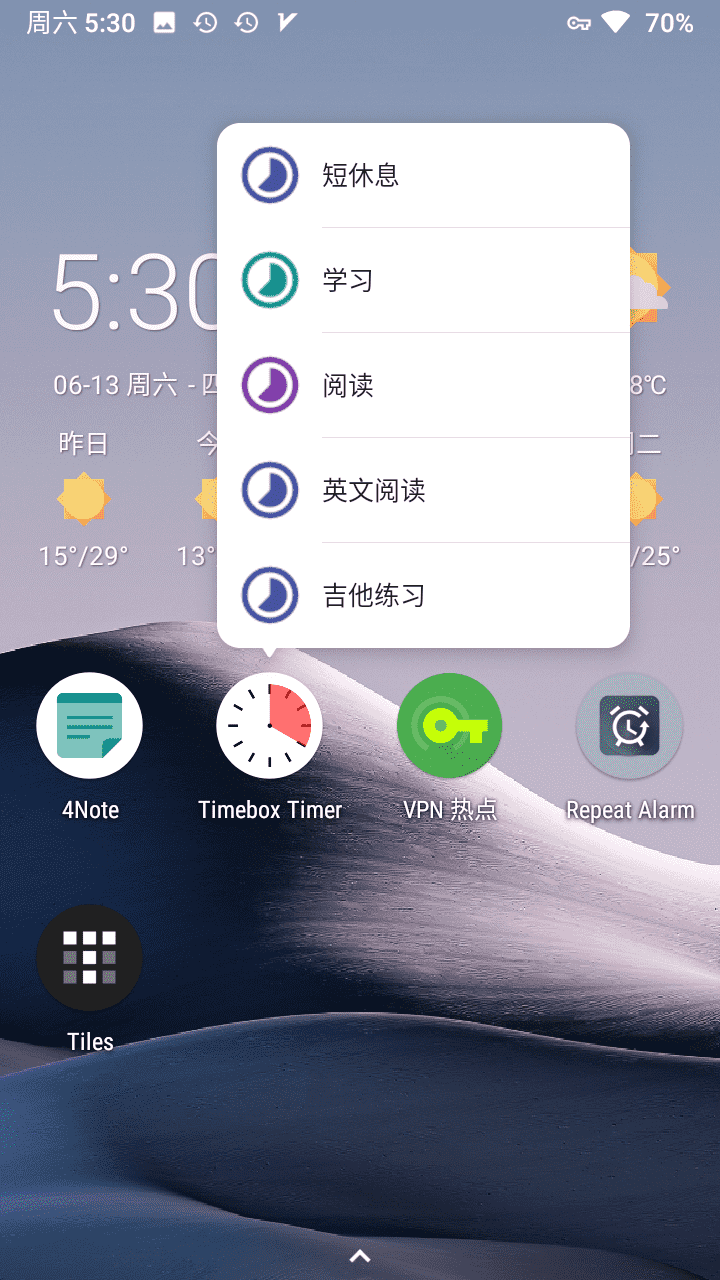 周六 5:30
70%
短休息
学习
阅读
英文阅读
吉他练习
5:30
06-13 周六 - 四
8℃
昨日
今
二
15°/29°
13°
/25°
4Note
Timebox Timer
VPN 热点
Repeat Alarm
Tiles